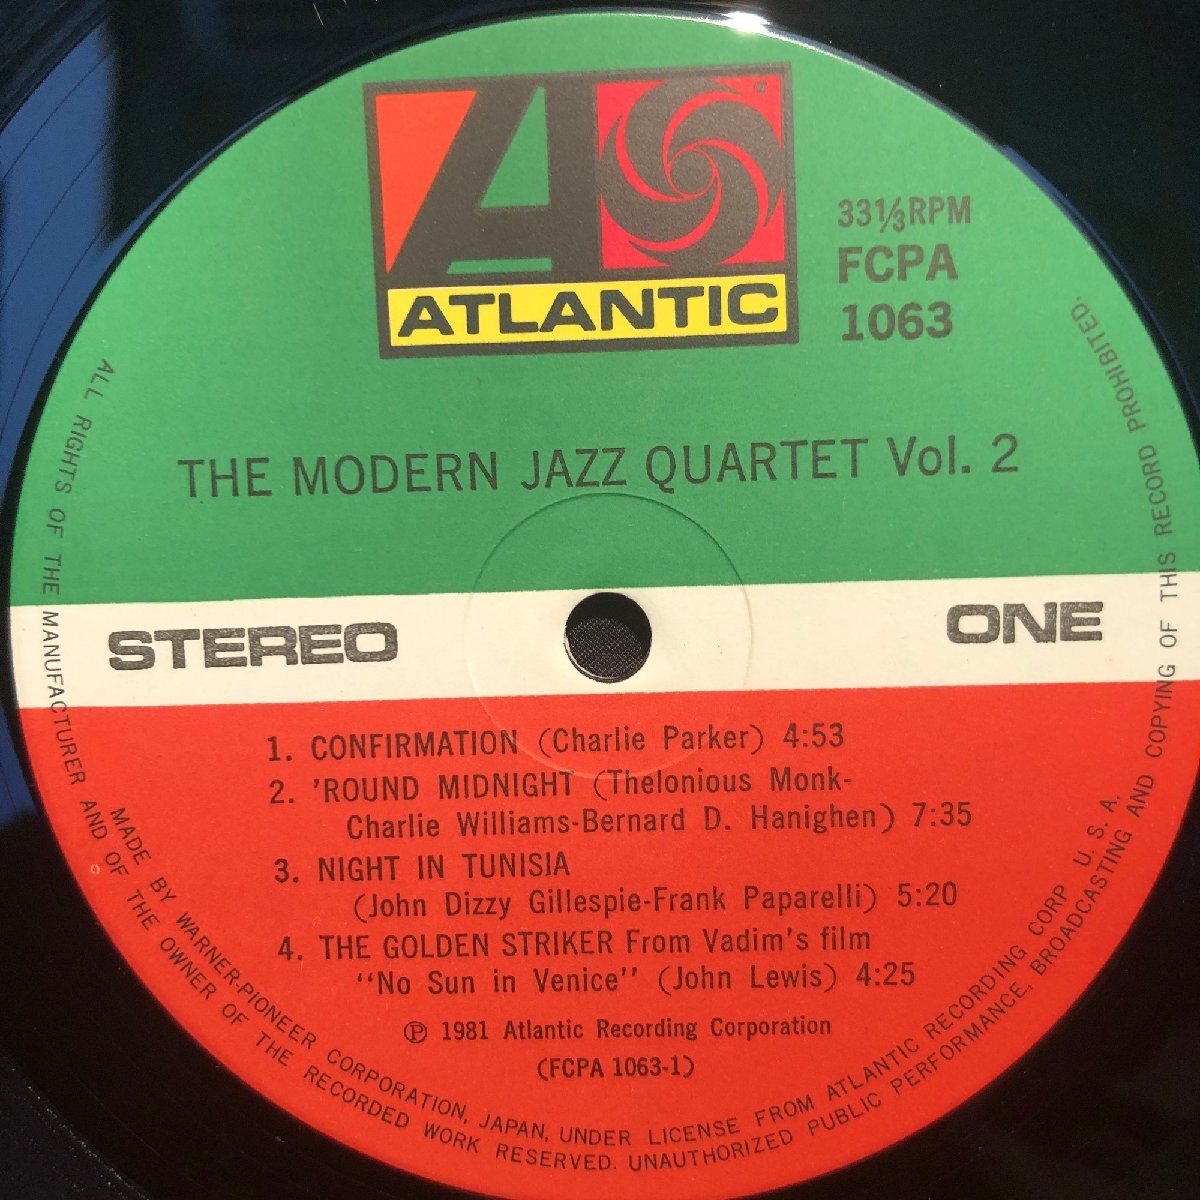 ATLANTIC
33⅓RPM
FCPA
1063
THE MODERN JAZZ QUARTET Vol. 2
STEREO
ONE
1. CONFIRMATION (Charlie Parker) 4:53
2. 'ROUND MIDNIGHT (Thelonious Monk-
Charlie Williams-Bernard D. Hanighen) 7:35
3. NIGHT IN TUNISIA
(John Dizzy Gillespie-Frank Paparelli) 5:20
4. THE GOLDEN STRIKER From Vadim's film
"No Sun in Venice" (John Lewis) 4:25
Ⓟ 1981 Atlantic Recording Corporation
(FCPA 1063-1)
MADE BY WARNER-PIONEER CORPORATION, JAPAN, UNDER LICENSE FROM ATLANTIC RECORDING CORP U. S. A.
ALL RIGHTS OF THE MANUFACTURER AND OF THE OWNER OF THE RECORDED WORK RESERVED. UNAUTHORIZED PUBLIC PERFORMANCE, BROADCASTING AND COPYING OF THIS RECORD PROHIBITED.